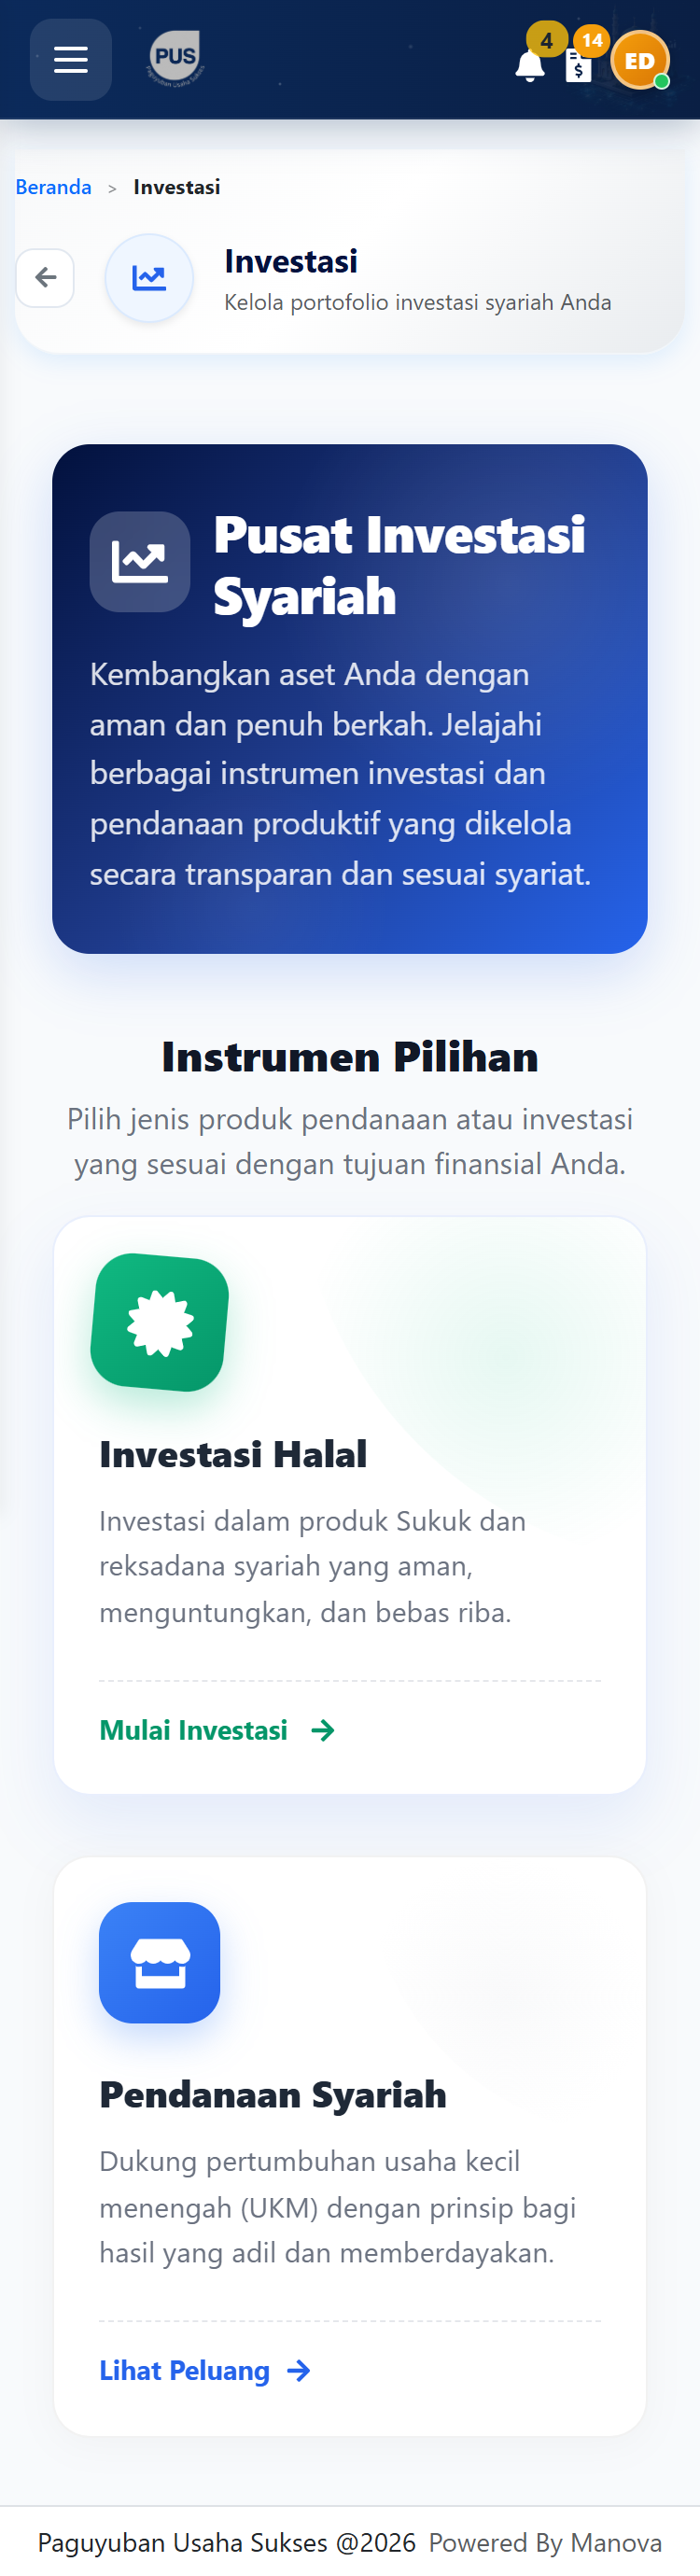 PUS
Paguyuban Usaha Sukses
4
14
ED
Beranda > Investasi
Investasi
Kelola portofolio investasi syariah Anda
Pusat Investasi
Syariah
Kembangkan aset Anda dengan
aman dan penuh berkah. Jelajahi
berbagai instrumen investasi dan
pendanaan produktif yang dikelola
secara transparan dan sesuai syariat.
Instrumen Pilihan
Pilih jenis produk pendanaan atau investasi
yang sesuai dengan tujuan finansial Anda.
Investasi Halal
Investasi dalam produk Sukuk dan
reksadana syariah yang aman,
menguntungkan, dan bebas riba.
Mulai Investasi →
Pendanaan Syariah
Dukung pertumbuhan usaha kecil
menengah (UKM) dengan prinsip bagi
hasil yang adil dan memberdayakan.
Lihat Peluang →
Paguyuban Usaha Sukses @2026 Powered By Manova